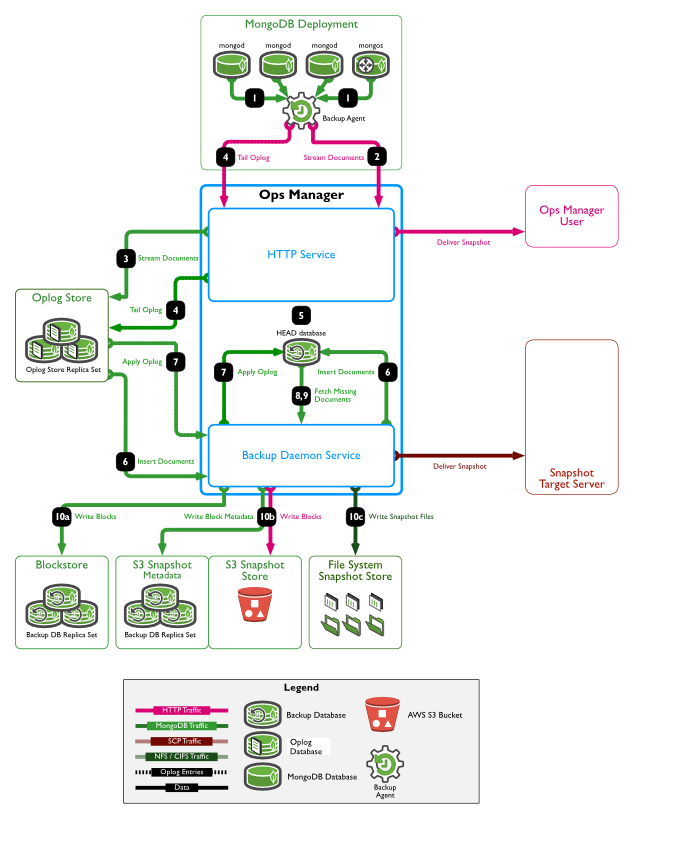 MongoDB Deployment
mongod
mongod
mongod
mongos
1
1
Backup Agent
4
Tail Oplog
Stream Documents
2
Ops Manager
HTTP Service
Ops Manager
User
Deliver Snapshot
3
Stream Documents
Oplog Store
Tail Oplog
4
Oplog Store Replica Set
5
HEAD database
Apply Oplog
7
7
Apply Oplog
Insert Documents
6
8,9
Fetch Missing
Documents
6
Insert Documents
Backup Daemon Service
Deliver Snapshot
Snapshot
Target Server
10a
Write Blocks
Write Block Metadata
10b
Write Blocks
10c
Write Snapshot Files
Blockstore
Backup DB Replica Set
S3 Snapshot
Metadata
Backup DB Replica Set
S3 Snapshot
Store
File System
Snapshot Store
Legend
HTTP Traffic
MongoDB Traffic
SCP Traffic
NFS / CIFS Traffic
Oplog Entries
Data
Backup Database
Oplog
Database
MongoDB Database
AWS S3 Bucket
Backup
Agent